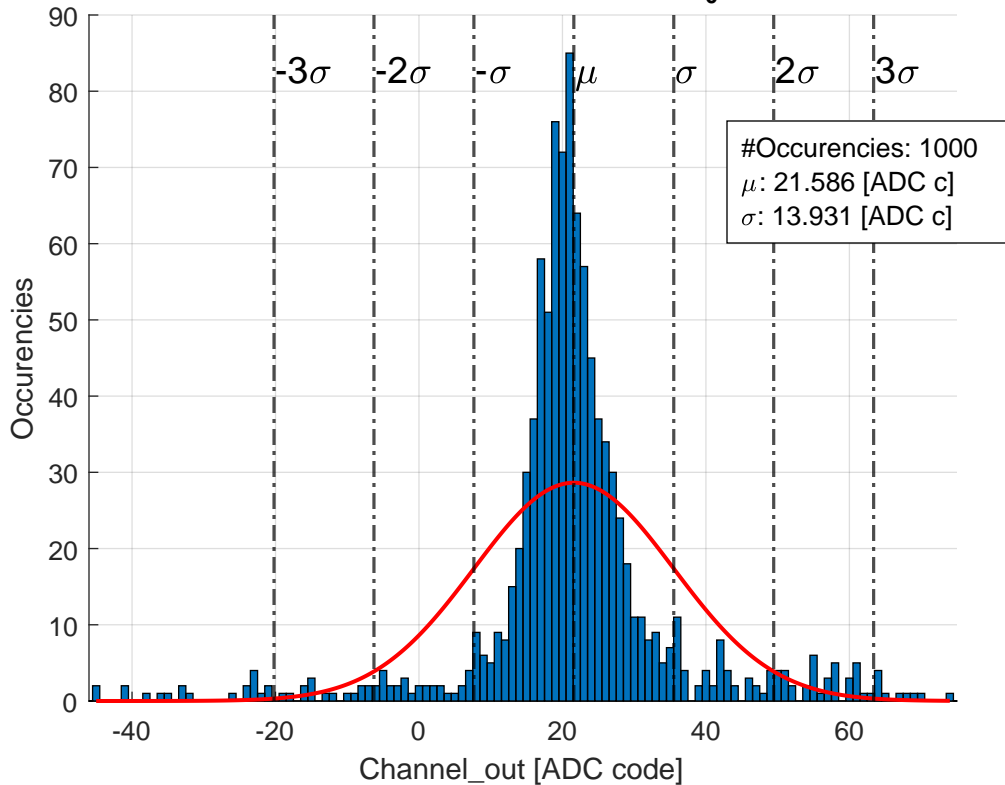 90
80
70
60
50
40
30
20
10
0
Occurencies
-3σ
-2σ
-σ
μ
σ
2σ
3σ
#Occurencies: 1000
μ: 21.586 [ADC c]
σ: 13.931 [ADC c]
-40
-20
0
20
40
60
Channel_out [ADC code]